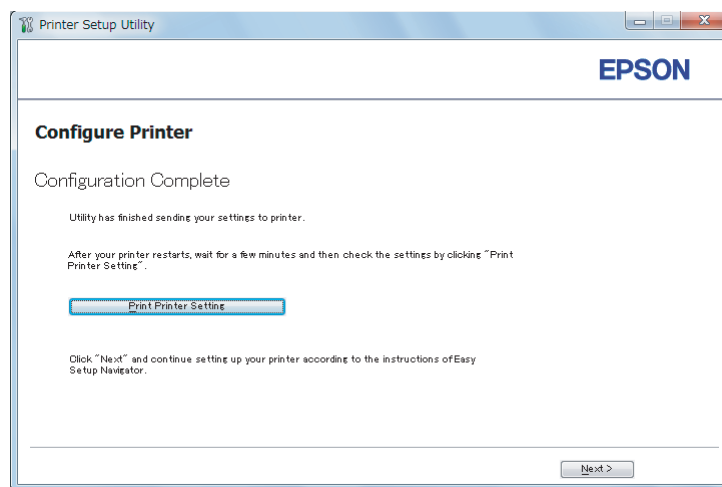 Printer Setup Utility
EPSON
Configure Printer
Configuration Complete
Utility has finished sending your settings to printer.
After your printer restarts, wait for a few minutes and then check the settings by clicking "Print
Printer Setting".
Print Printer Setting
Click "Next" and continue setting up your printer according to the instructions of Easy
Setup Navigator.
Next >